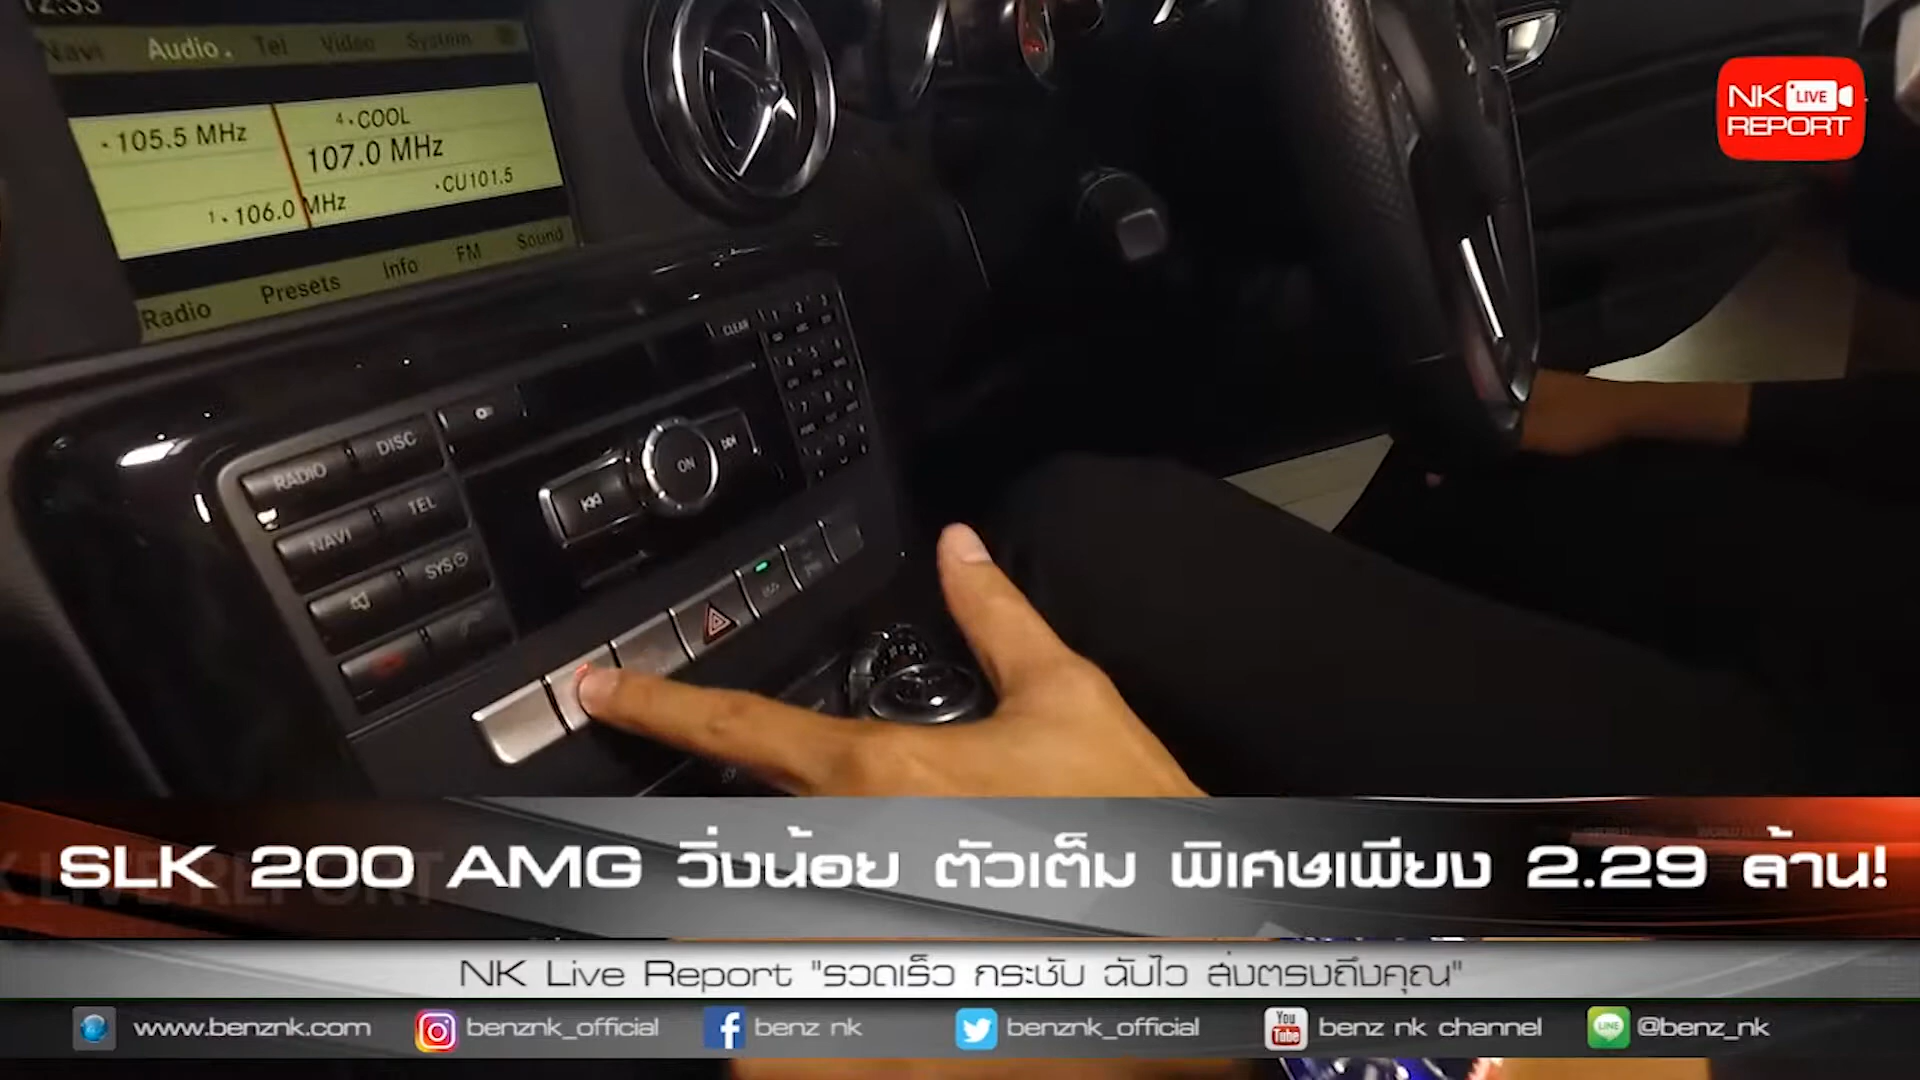 12:33
Navi Audio Tel Video System
105.5 MHz
4 COOL
107.0 MHz
CU101.5
1 106.0 MHz
Radio Presets Info FM Sound
NK LIVE
REPORT
CLEAR
RADIO DISC
NAVI TEL
SYS
ON
SLK 200 AMG วิ่งน้อย ตัวเต็ม พิเศษเพียง 2.29 ล้าน!
NK Live Report "รวดเร็ว กระชับ ฉับไว ส่งตรงถึงคุณ"
www.benznk.com benznk_official benz nk benznk_official You Tube benz nk channel LINE @benz_nk